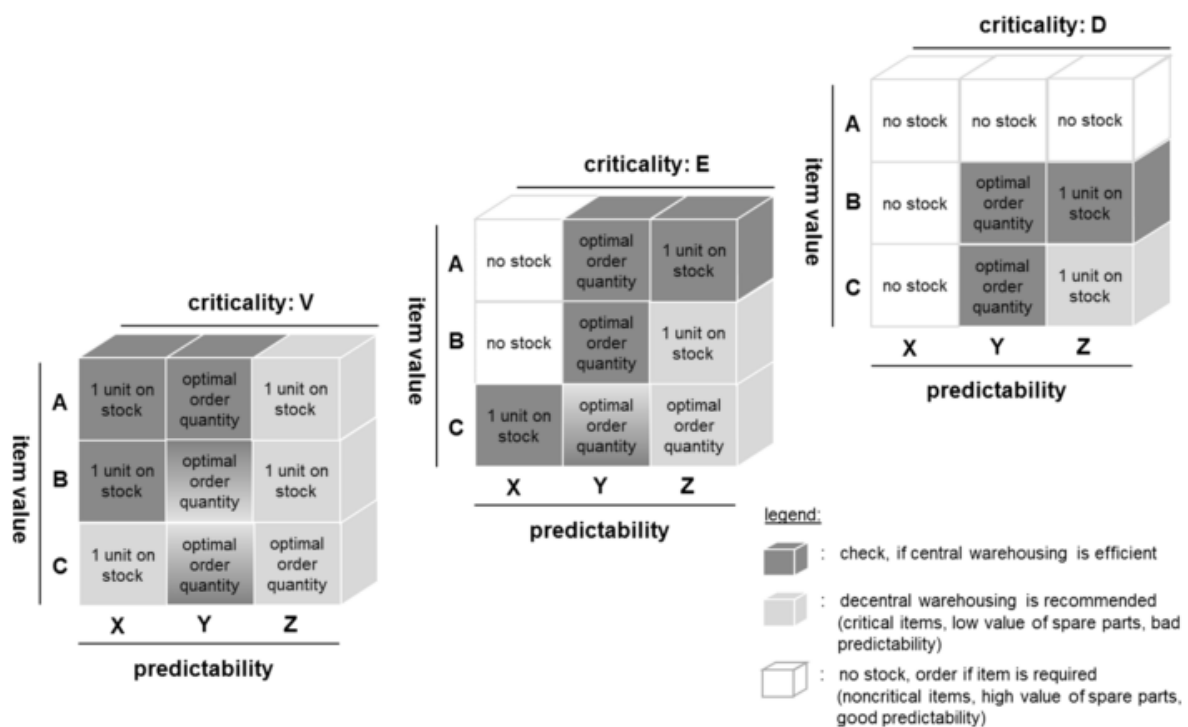 criticality: D
A
no stock
no stock
no stock
item value
B
no stock
optimal
order
quantity
1 unit on
stock
C
no stock
optimal
order
quantity
1 unit on
stock
X Y Z
predictability
criticality: E
A
no stock
optimal
order
quantity
1 unit on
stock
item value
B
no stock
optimal
order
quantity
1 unit on
stock
C
1 unit on
stock
optimal
order
quantity
optimal
order
quantity
X Y Z
predictability
criticality: V
A
1 unit on
stock
optimal
order
quantity
1 unit on
stock
item value
B
1 unit on
stock
optimal
order
quantity
1 unit on
stock
C
1 unit on
stock
optimal
order
quantity
optimal
order
quantity
X Y Z
predictability
legend:
: check, if central warehousing is efficient
: decentral warehousing is recommended
(critical items, low value of spare parts, bad
predictability)
: no stock, order if item is required
(noncritical items, high value of spare parts,
good predictability)